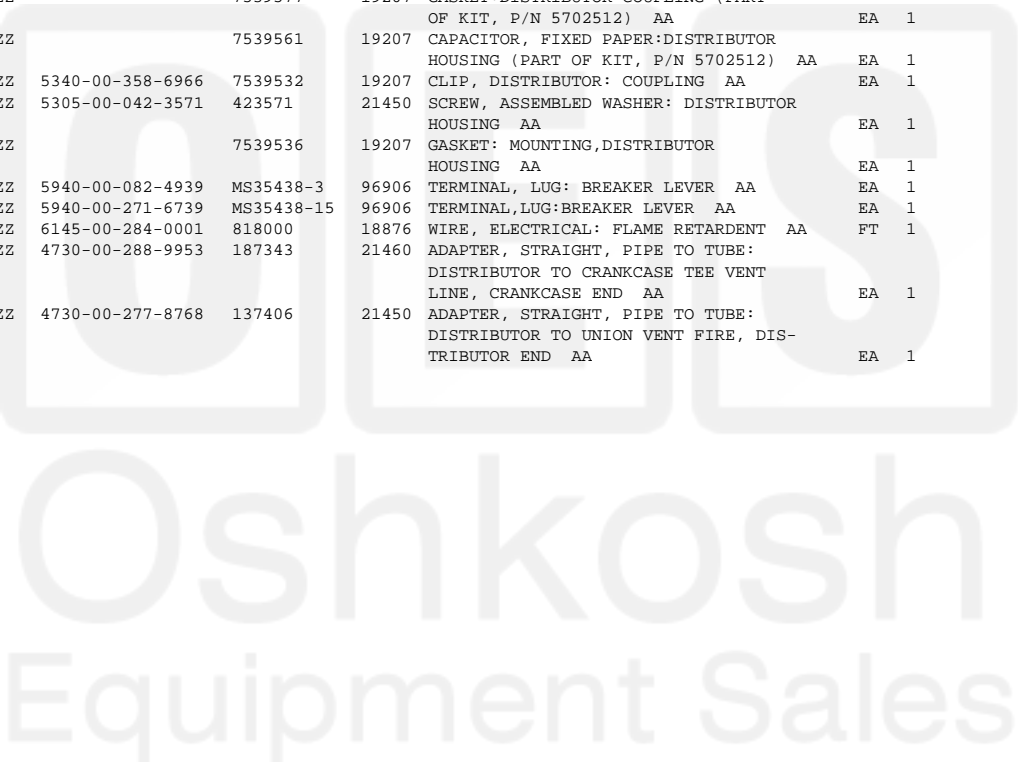 OF KIT, P/N 5702512) AA EA 1
ZZ 7539561 19207 CAPACITOR, FIXED PAPER:DISTRIBUTOR
HOUSING (PART OF KIT, P/N 5702512) AA EA 1
ZZ 5340-00-358-6966 7539532 19207 CLIP, DISTRIBUTOR: COUPLING AA EA 1
ZZ 5305-00-042-3571 423571 21450 SCREW, ASSEMBLED WASHER: DISTRIBUTOR
HOUSING AA EA 1
ZZ 7539536 19207 GASKET: MOUNTING,DISTRIBUTOR
HOUSING AA EA 1
ZZ 5940-00-082-4939 MS35438-3 96906 TERMINAL, LUG: BREAKER LEVER AA EA 1
ZZ 5940-00-271-6739 MS35438-15 96906 TERMINAL,LUG:BREAKER LEVER AA EA 1
ZZ 6145-00-284-0001 818000 18876 WIRE, ELECTRICAL: FLAME RETARDENT AA FT 1
ZZ 4730-00-288-9953 187343 21460 ADAPTER, STRAIGHT, PIPE TO TUBE:
DISTRIBUTOR TO CRANKCASE TEE VENT
LINE, CRANKCASE END AA EA 1
ZZ 4730-00-277-8768 137406 21450 ADAPTER, STRAIGHT, PIPE TO TUBE:
DISTRIBUTOR TO UNION VENT FIRE, DIS-
TRIBUTOR END AA EA 1
OES
Oshkosh
Equipment Sales